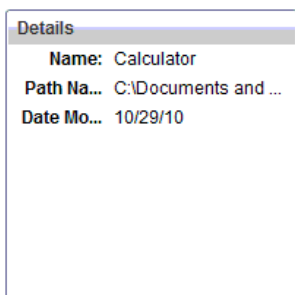 Details
Name: Calculator
Path Na... C:\Documents and ...
Date Mo... 10/29/10